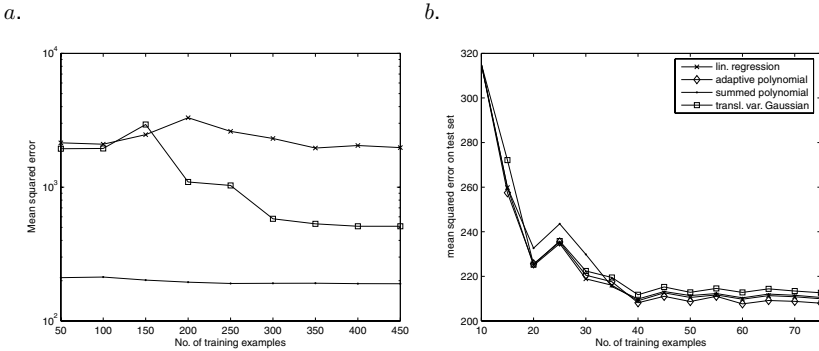 a.
b.
10^4
10^3
10^2
Mean squared error
50 100 150 200 250 300 350 400 450
No. of training examples
320
300
280
260
240
220
200
mean squared error on test set
10 20 30 40 50 60 70
No. of training examples
lin. regression
adaptive polynomial
summed polynomial
transl. var. Gaussian